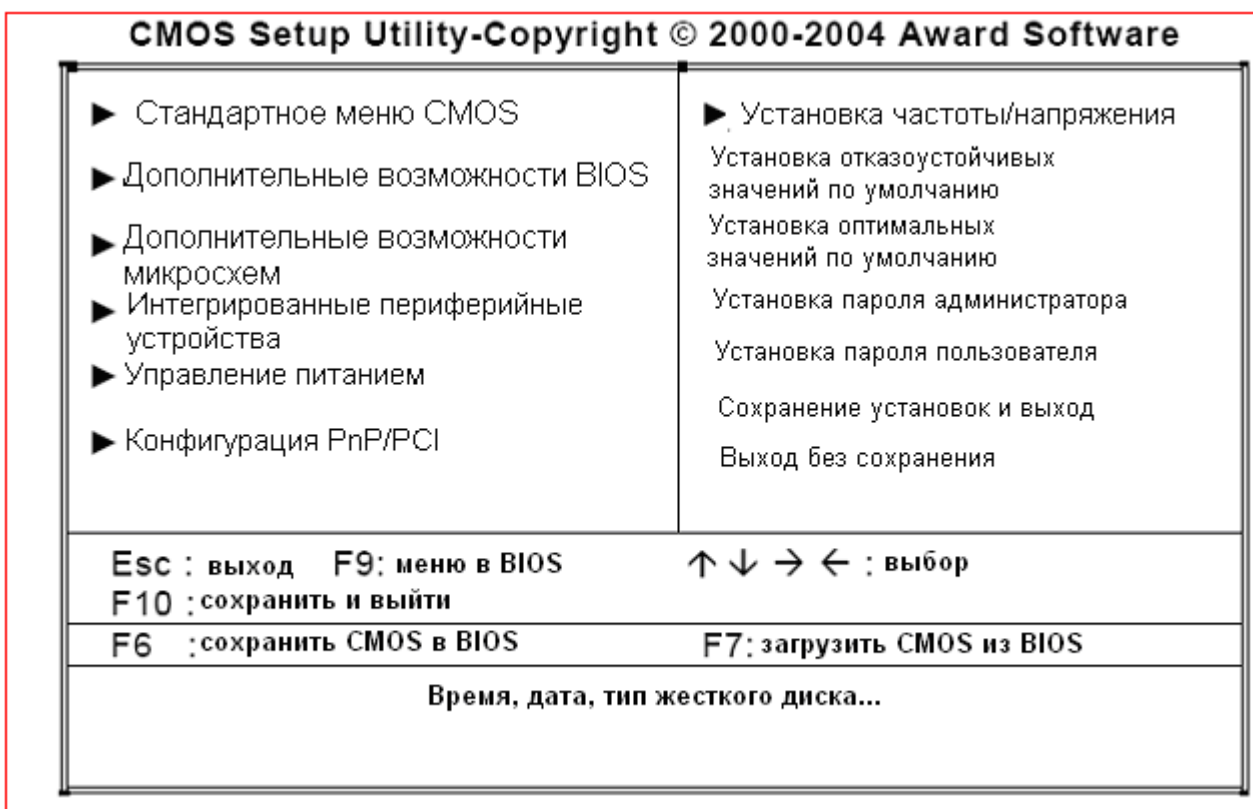 CMOS Setup Utility-Copyright © 2000-2004 Award Software
► Стандартное меню CMOS
► Дополнительные возможности BIOS
► Дополнительные возможности
микросхем
► Интегрированные периферийные
устройства
► Управление питанием
► Конфигурация PnP/PCI
► Установка частоты/напряжения
Установка отказоустойчивых
значений по умолчанию
Установка оптимальных
значений по умолчанию
Установка пароля администратора
Установка пароля пользователя
Сохранение установок и выход
Выход без сохранения
Esc : выход F9: меню в BIOS ↑ ↓ → ← : выбор
F10 : сохранить и выйти
F6 : сохранить CMOS в BIOS F7: загрузить CMOS из BIOS
Время, дата, тип жесткого диска...